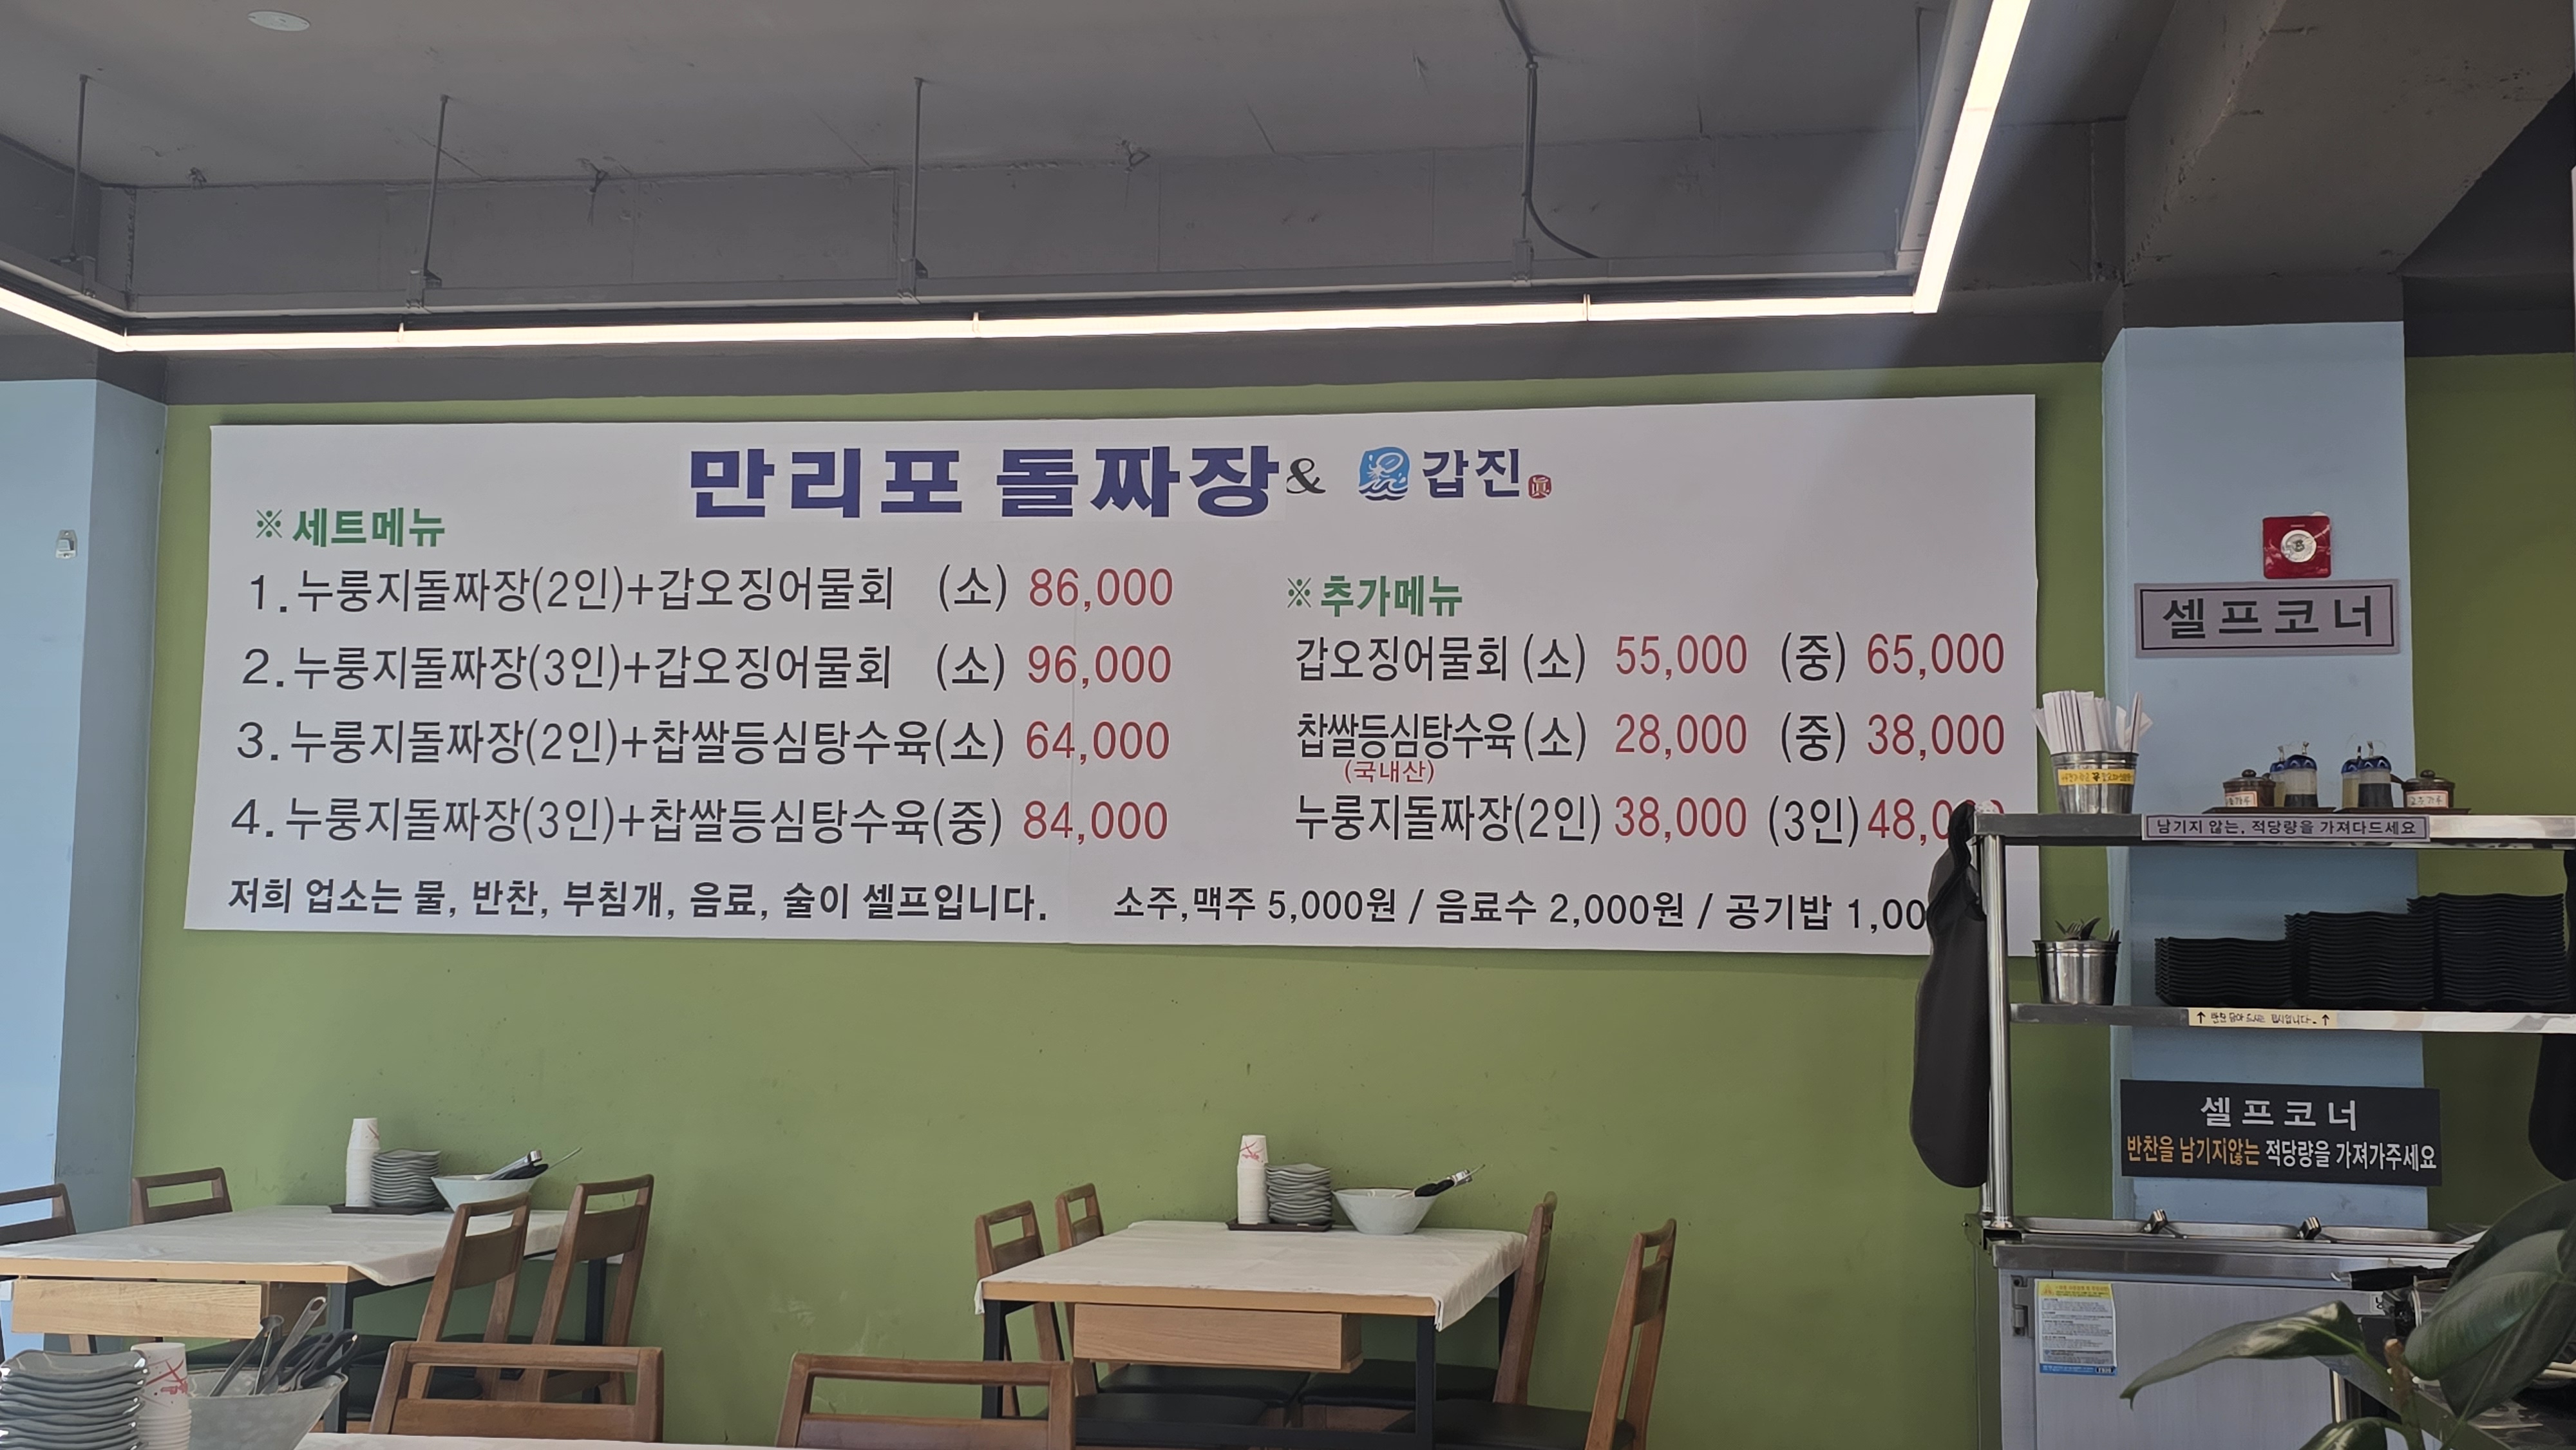 만리포 돌짜장 & 갑진
※ 세트메뉴
1. 누룽지돌짜장(2인)+갑오징어물회 (소) 86,000
2. 누룽지돌짜장(3인)+갑오징어물회 (소) 96,000
3. 누룽지돌짜장(2인)+찹쌀등심탕수육(소) 64,000
4. 누룽지돌짜장(3인)+찹쌀등심탕수육(중) 84,000
※ 추가메뉴
갑오징어물회 (소) 55,000 (중) 65,000
찹쌀등심탕수육 (소) 28,000 (중) 38,000
(국내산)
누룽지돌짜장(2인) 38,000 (3인) 48,0
저희 업소는 물, 반찬, 부침개, 음료, 술이 셀프입니다.
소주,맥주 5,000원 / 음료수 2,000원 / 공기밥 1,00
셀프코너
남기지 않는, 적당량을 가져다드세요
셀프코너
반찬을 남기지않는 적당량을 가져가주세요